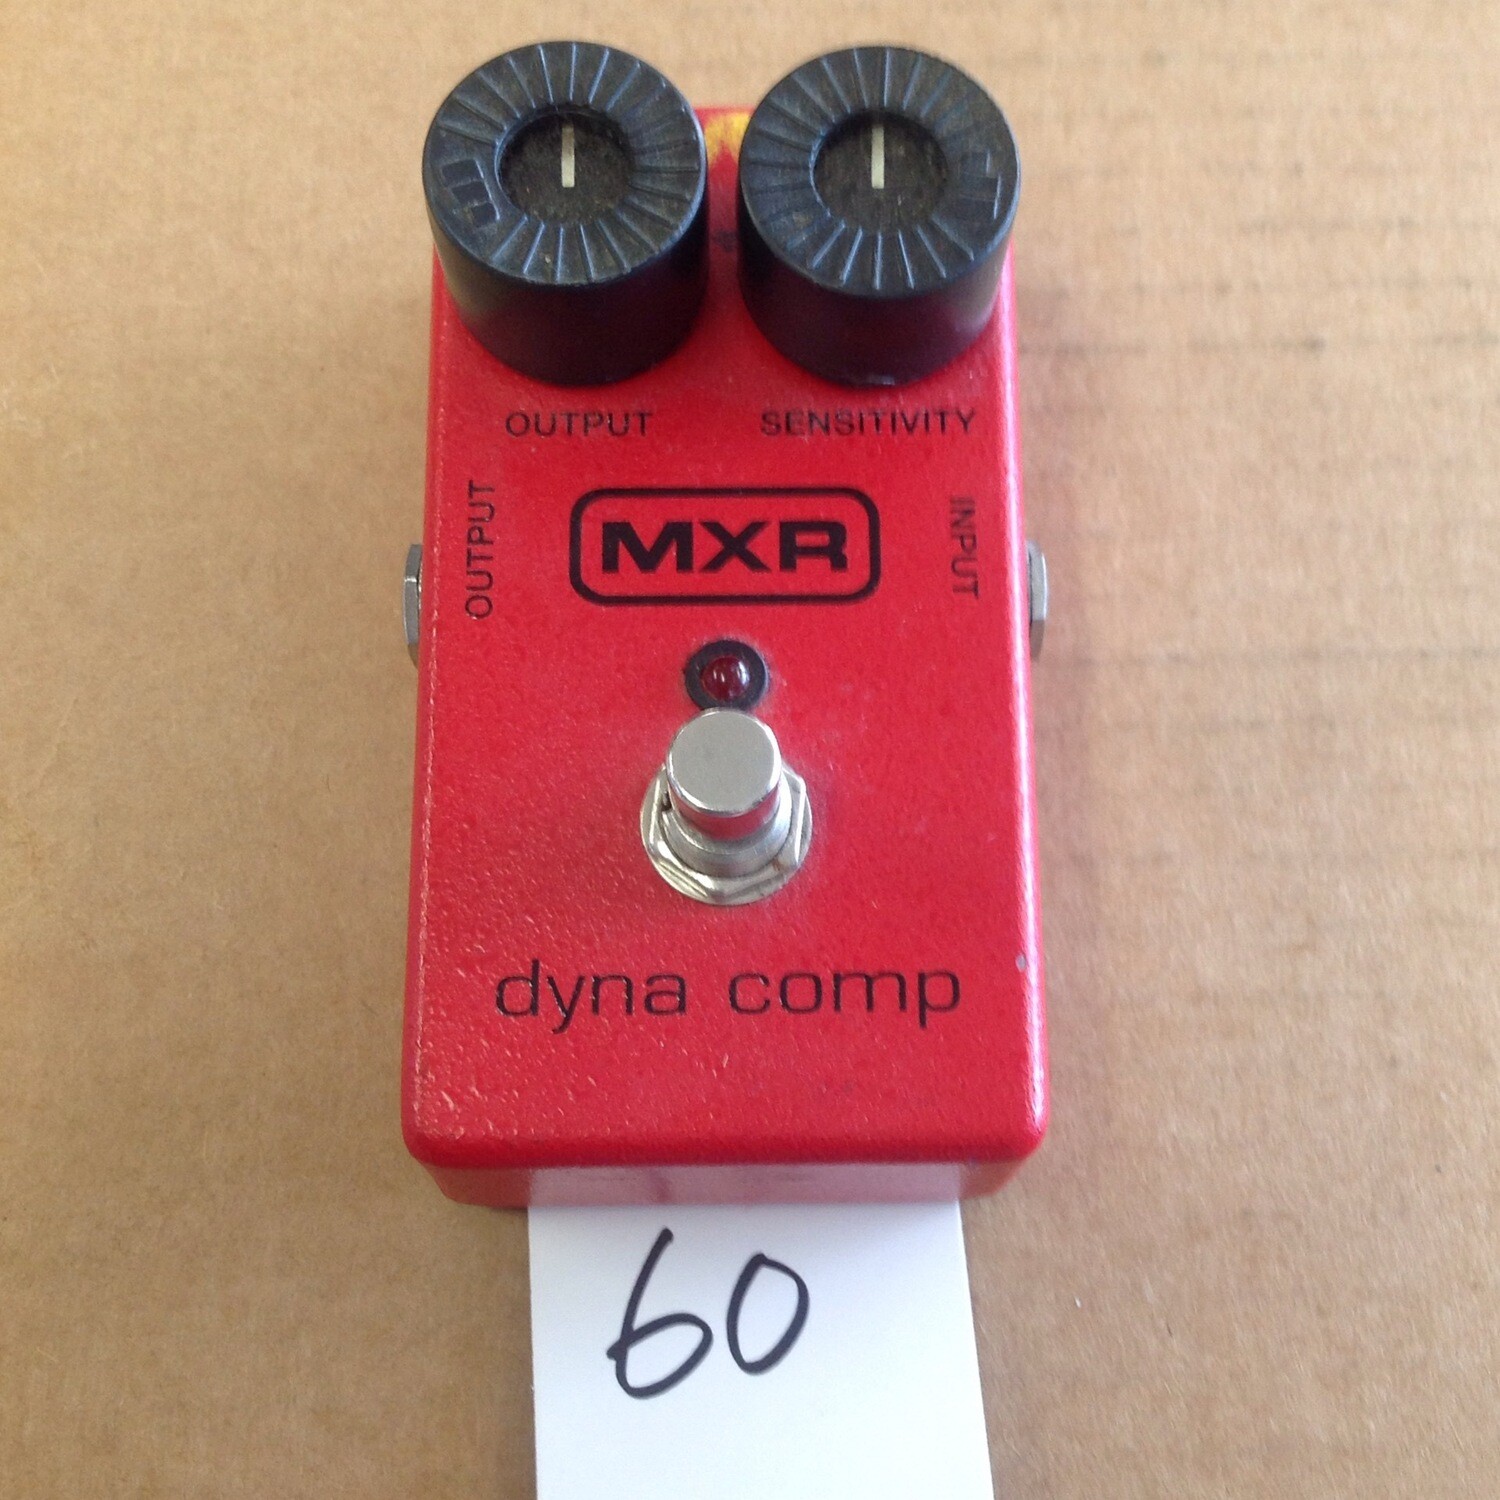 OUTPUT SENSITIVITY
OUTPUT
INPUT
MXR
dyna comp
60